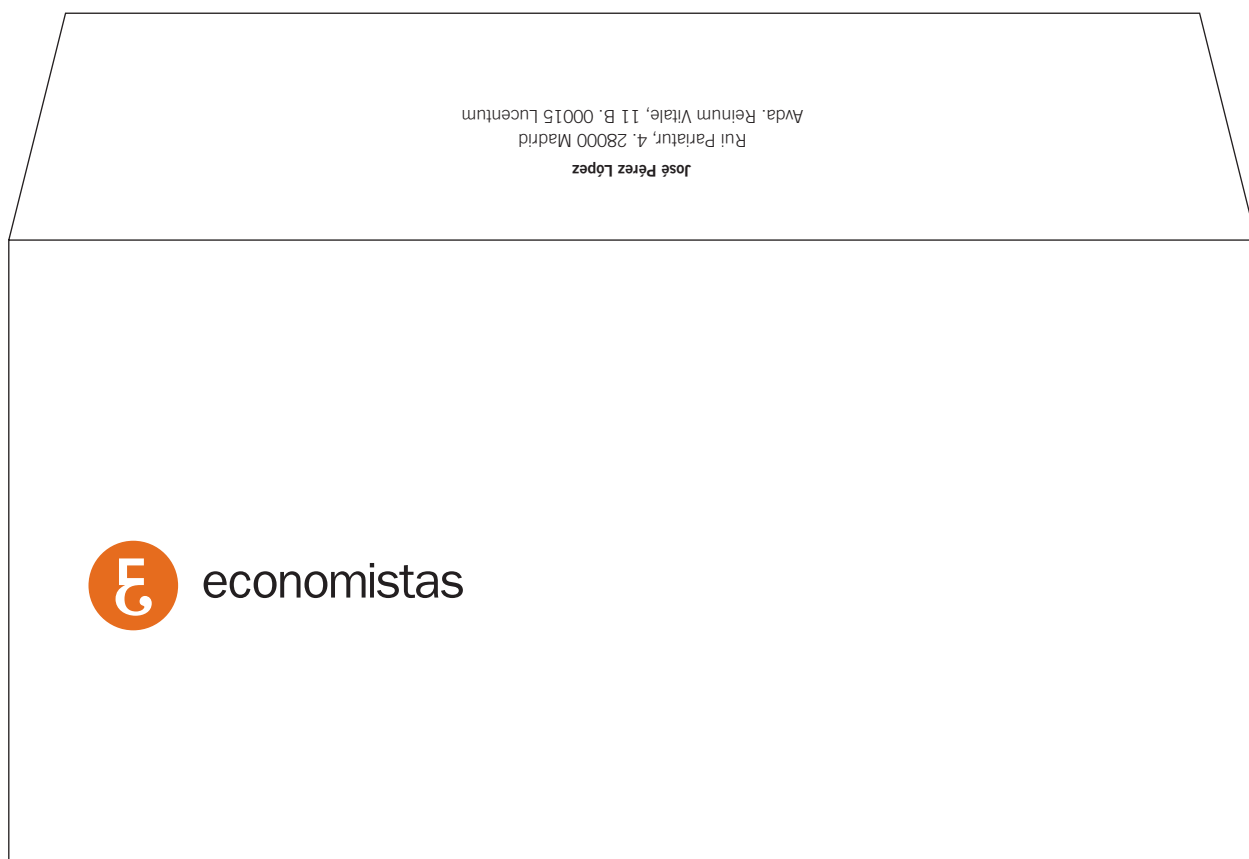 José Pérez López
Rui Pariatur, 4. 28000 Madrid
Avda. Reinum Vitale, 11 B. 00015 Lucentum
economistas